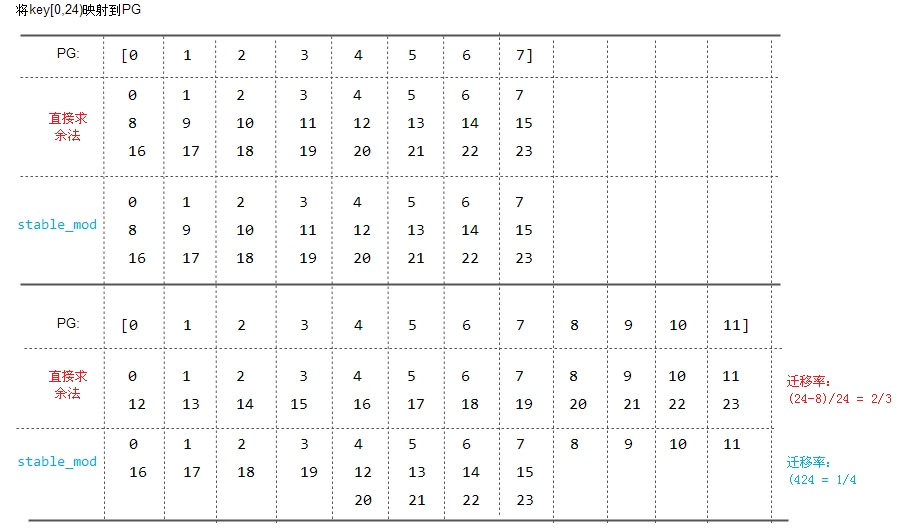 将key[0,24)映射到PG
PG: [0 1 2 3 4 5 6 7]
直接求
余法
0 1 2 3 4 5 6 7
8 9 10 11 12 13 14 15
16 17 18 19 20 21 22 23
stable_mod
0 1 2 3 4 5 6 7
8 9 10 11 12 13 14 15
16 17 18 19 20 21 22 23
PG: [0 1 2 3 4 5 6 7 8 9 10 11]
直接求
余法
0 1 2 3 4 5 6 7 8 9 10 11
12 13 14 15 16 17 18 19 20 21 22 23
迁移率:
(24-8)/24 = 2/3
stable_mod
0 1 2 3 4 5 6 7 8 9 10 11
16 17 18 19 12 13 14 15
20 21 22 23
迁移率:
(424 = 1/4